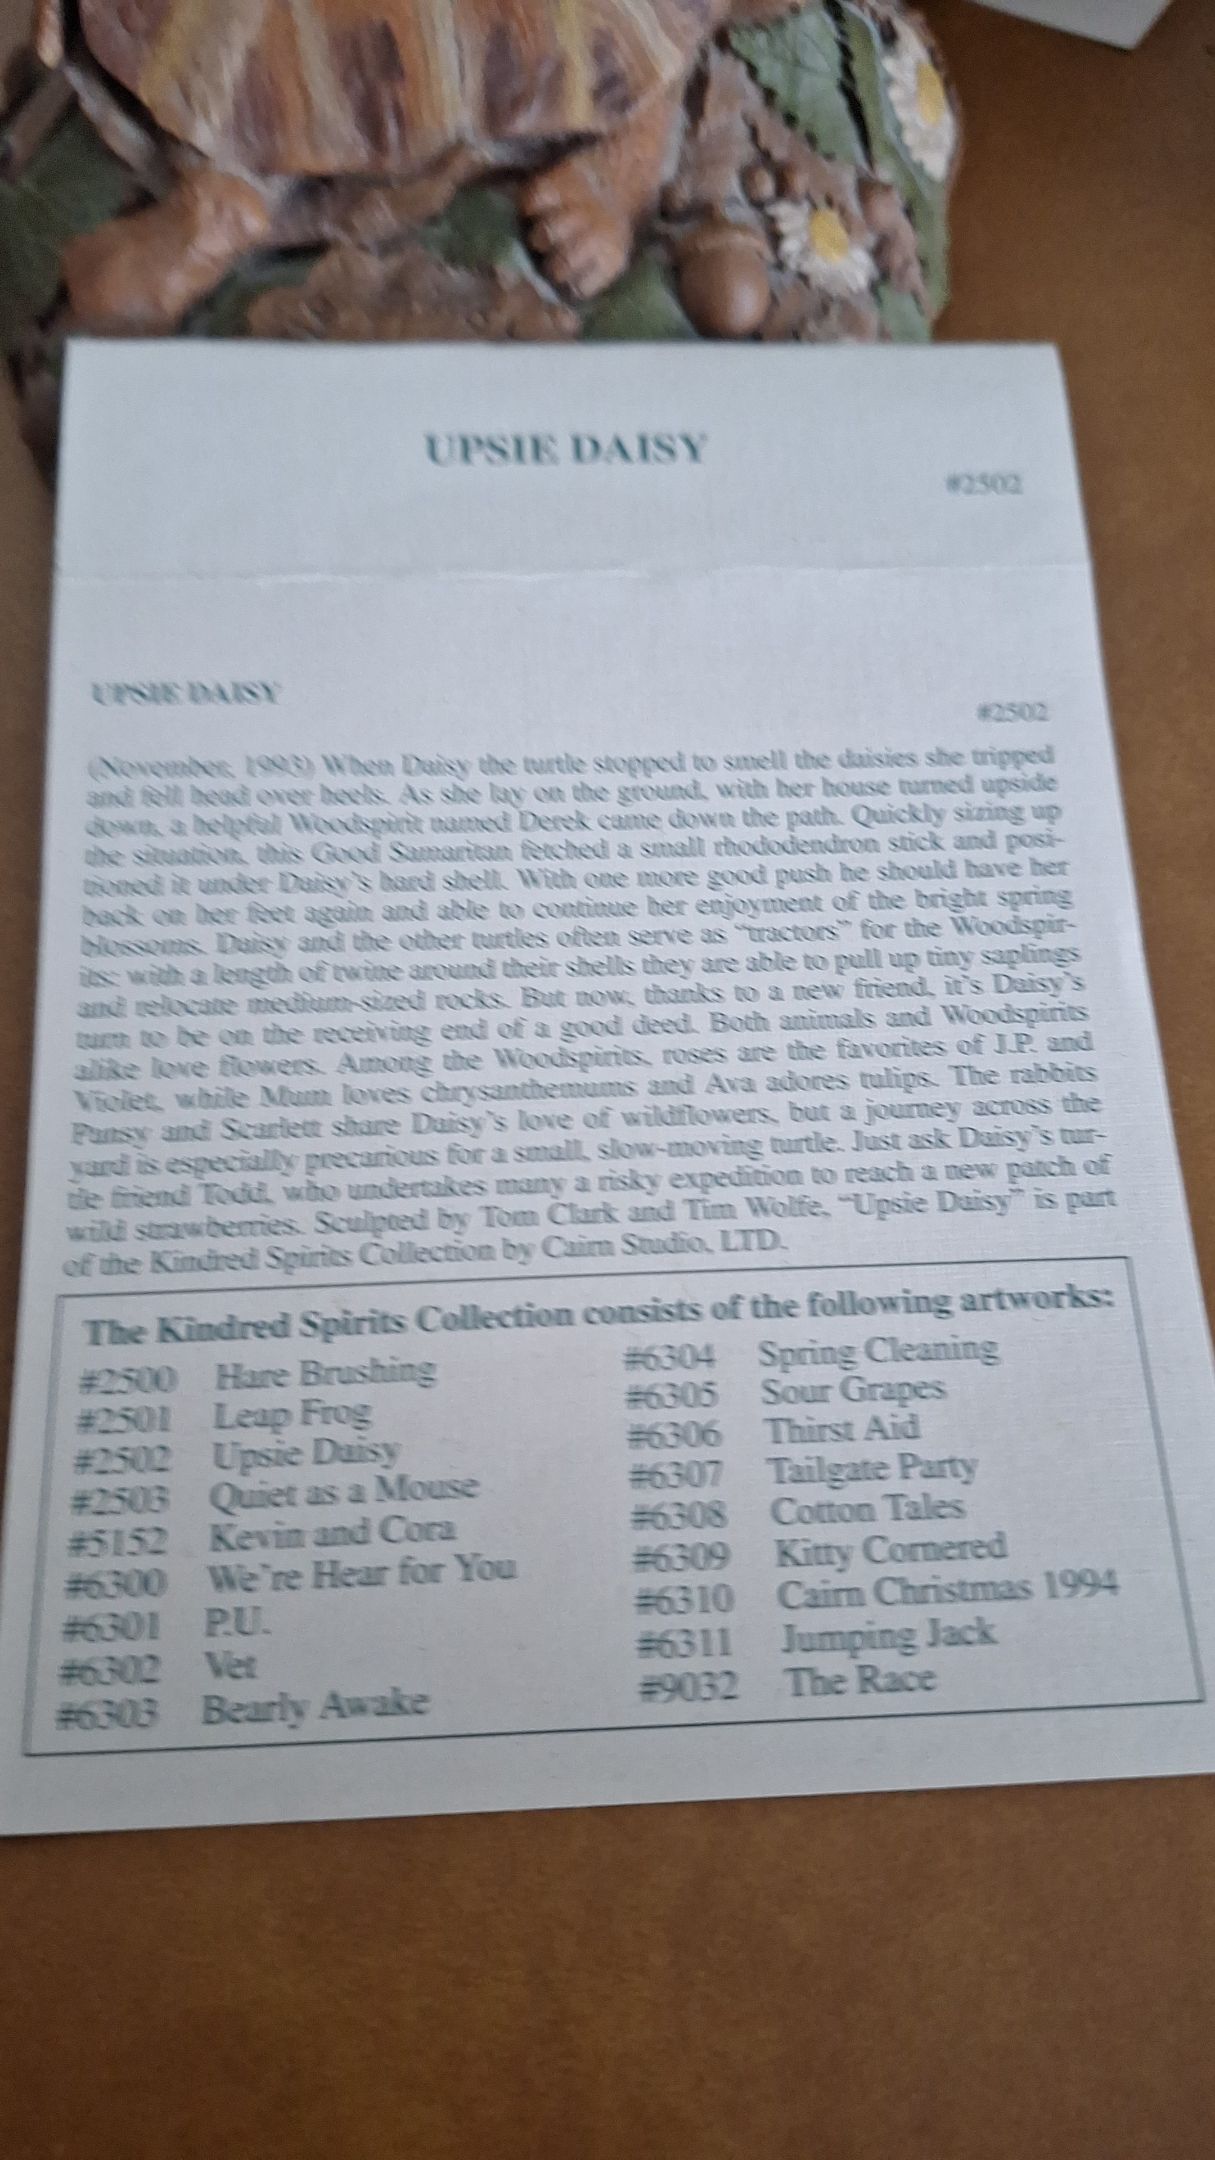 UPSIE DAISY
#2502
UPSIE DAISY
#2502
(November, 1993) When Daisy the turtle stopped to smell the daisies she tripped
and fell head over heels. As she lay on the ground, with her house turned upside
down, a helpful Woodspirit named Derek came down the path. Quickly sizing up
the situation, this Good Samaritan fetched a small rhododendron stick and posi-
tioned it under Daisy's hard shell. With one more good push he should have her
back on her feet again and able to continue her enjoyment of the bright spring
blossoms. Daisy and the other turtles often serve as "tractors" for the Woodspir-
its: with a length of twine around their shells they are able to pull up tiny saplings
and relocate medium-sized rocks. But now, thanks to a new friend, it's Daisy's
turn to be on the receiving end of a good deed. Both animals and Woodspirits
alike love flowers. Among the Woodspirits, roses are the favorites of J.P. and
Violet, while Mum loves chrysanthemums and Ava adores tulips. The rabbits
Pansy and Scarlett share Daisy's love of wildflowers, but a journey across the
yard is especially precarious for a small, slow-moving turtle. Just ask Daisy's tur-
tle friend Todd, who undertakes many a risky expedition to reach a new patch of
wild strawberries. Sculpted by Tom Clark and Tim Wolfe, "Upsie Daisy" is part
of the Kindred Spirits Collection by Cairn Studio, LTD.
The Kindred Spirits Collection consists of the following artworks:
#2500 Hare Brushing
#2501 Leap Frog
#2502 Upsie Daisy
#2503 Quiet as a Mouse
#5152 Kevin and Cora
#6300 We're Hear for You
#6301 P.U.
#6302 Vet
#6303 Bearly Awake
#6304 Spring Cleaning
#6305 Sour Grapes
#6306 Thirst Aid
#6307 Tailgate Party
#6308 Cotton Tales
#6309 Kitty Cornered
#6310 Cairn Christmas 1994
#6311 Jumping Jack
#9032 The Race